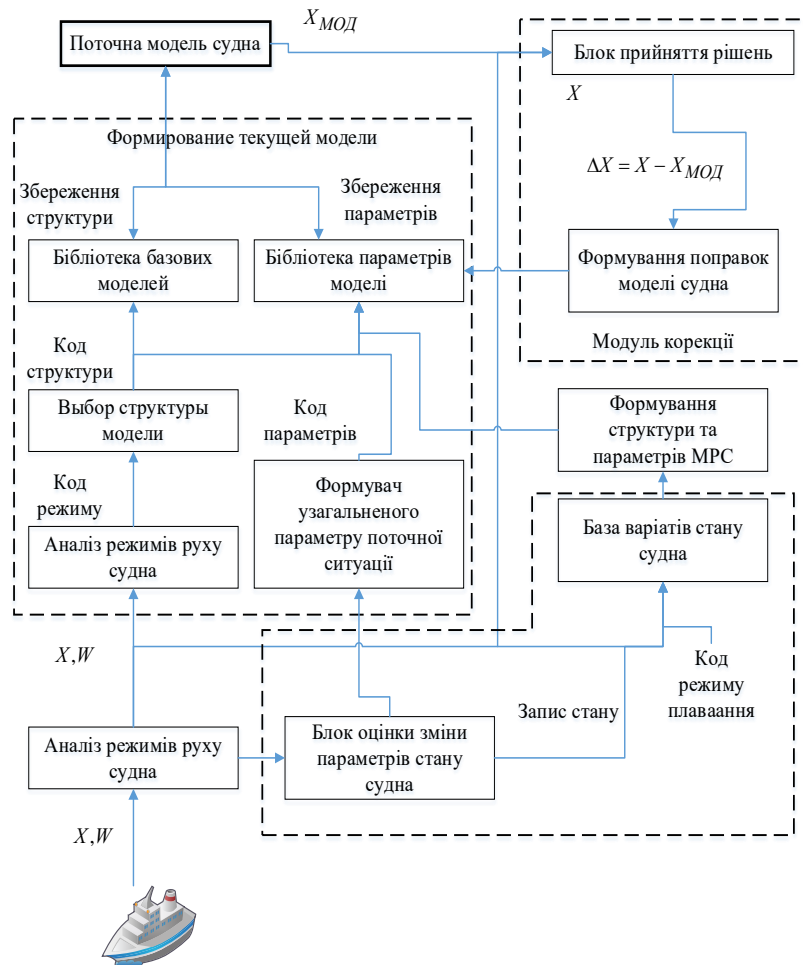 X МОД
Поточна модель судна
Блок прийняття рішень
X
Формирование текущей модели
ΔX = X − X МОД
Збереження
структури
Збереження
параметрів
Бібліотека базових
моделей
Бібліотека параметрів
моделі
Формування поправок
моделі судна
Модуль корекції
Код
структури
Выбор структуры
модели
Код
параметрів
Формування
структури та
параметрів МРС
Код
режиму
Формувач
узагальненого
параметру поточної
ситуації
База варіатів стану
судна
Аналіз режимів руху
судна
X,W
Код
режиму
плаваання
Запис стану
Аналіз режимів руху
судна
Блок оцінки зміни
параметрів стану
судна
X,W